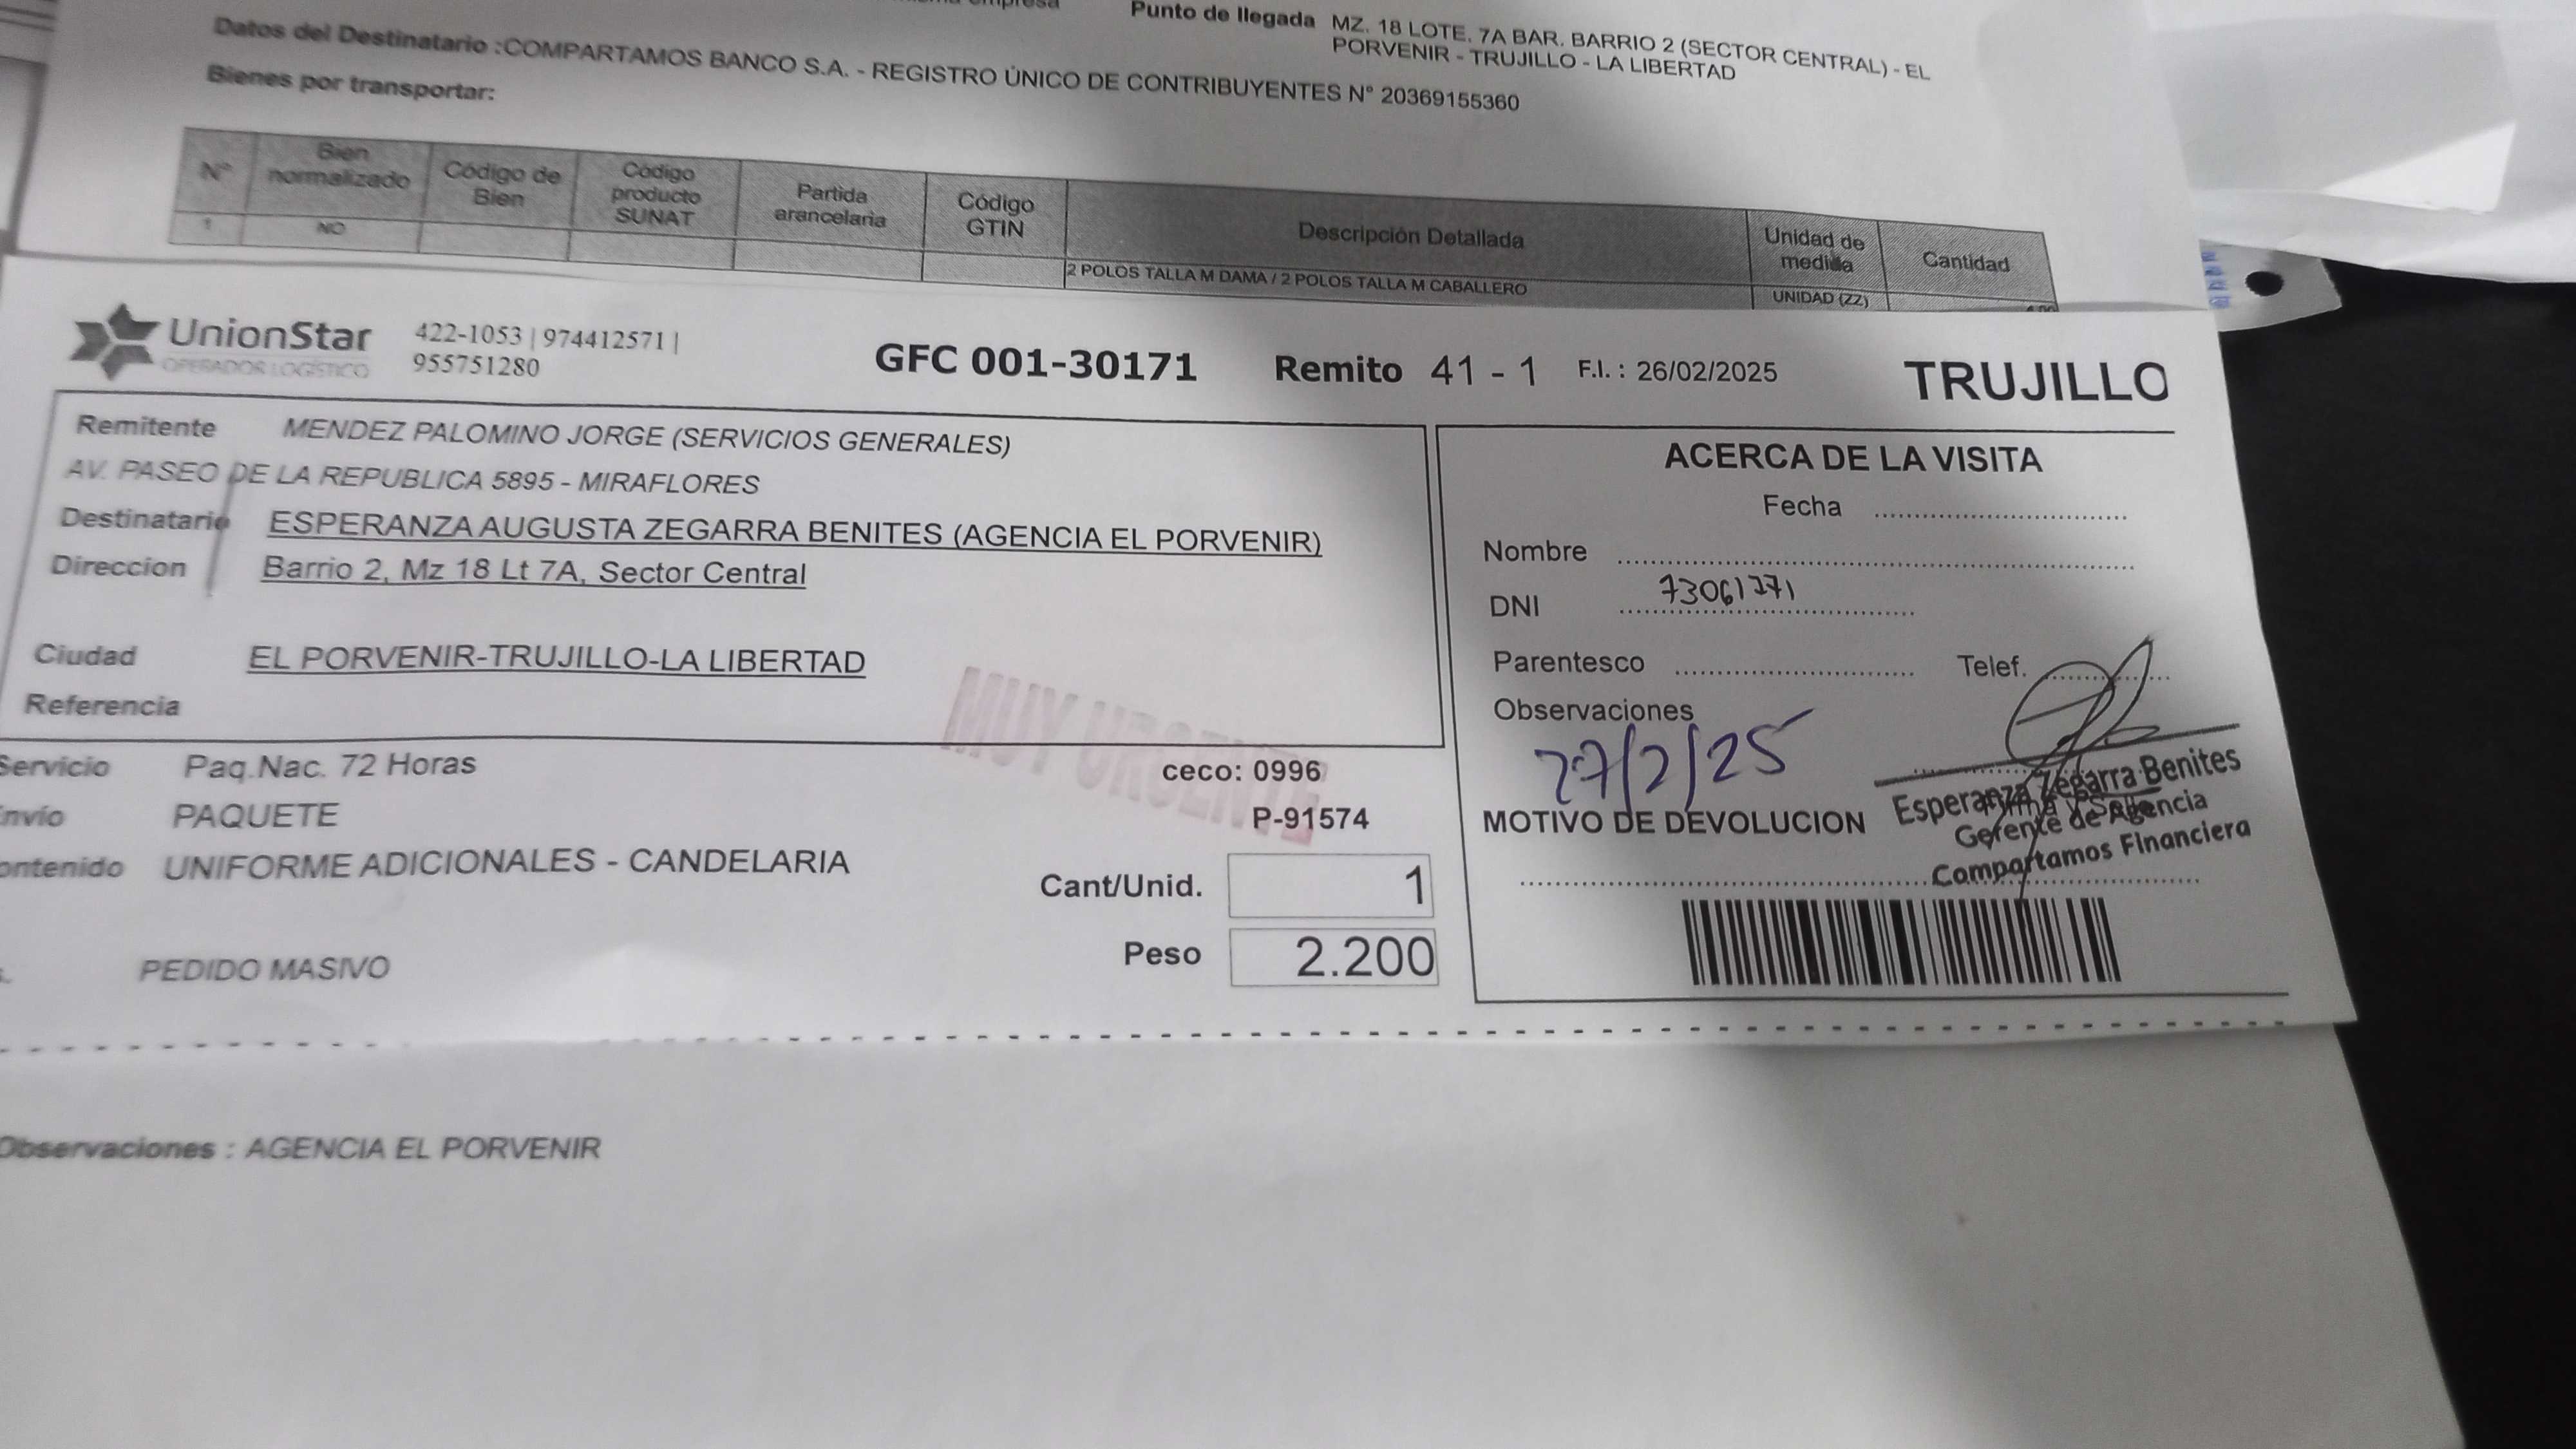 Punto de llegada MZ. 18 LOTE. 7A BAR. BARRIO 2 (SECTOR CENTRAL) - EL
PORVENIR - TRUJILLO - LA LIBERTAD
Datos del Destinatario :COMPARTAMOS BANCO S.A. - REGISTRO ÚNICO DE CONTRIBUYENTES N° 20369155360
Bienes por transportar:
N° Bien normalizado Código de Bien Código producto SUNAT Partida arancelaria Código GTIN Descripción Detallada Unidad de medida Cantidad
1 NO 2 POLOS TALLA M DAMA / 2 POLOS TALLA M CABALLERO UNIDAD (ZZ)
UnionStar
OPERADOR LOGÍSTICO
422-1053 | 974412571 |
955751280
GFC 001-30171 Remito 41 - 1 F.I. : 26/02/2025 TRUJILLO
Remitente MENDEZ PALOMINO JORGE (SERVICIOS GENERALES)
AV. PASEO DE LA REPUBLICA 5895 - MIRAFLORES
Destinatario ESPERANZA AUGUSTA ZEGARRA BENITES (AGENCIA EL PORVENIR)
Direccion Barrio 2, Mz 18 Lt 7A, Sector Central
Ciudad EL PORVENIR-TRUJILLO-LA LIBERTAD
Referencia
MUY URGENTE
Servicio Paq.Nac. 72 Horas
ceco: 0996
nvío PAQUETE
P-91574
ontenido UNIFORME ADICIONALES - CANDELARIA
Cant/Unid. 1
Peso 2.200
PEDIDO MASIVO
ACERCA DE LA VISITA
Fecha
Nombre
DNI 73061271
Parentesco Telef.
Observaciones
27/2/25
MOTIVO DE DEVOLUCION
Esperanza Zegarra Benites
Gerente de Agencia
Compartamos Financiera
Observaciones : AGENCIA EL PORVENIR